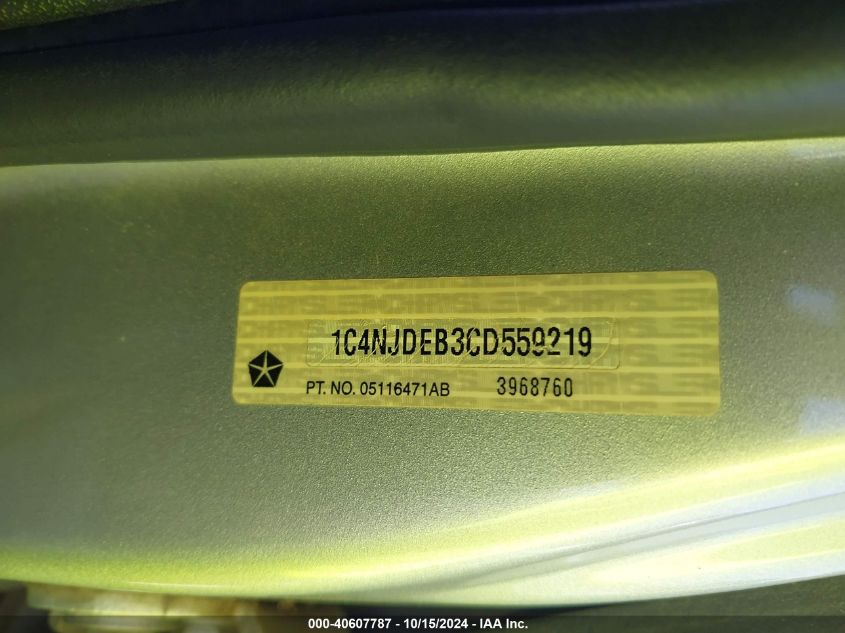 1C4NJDEB3CD559219
PT. NO. 05116471AB 3968760
000-40607787 - 10/15/2024 - IAA Inc.